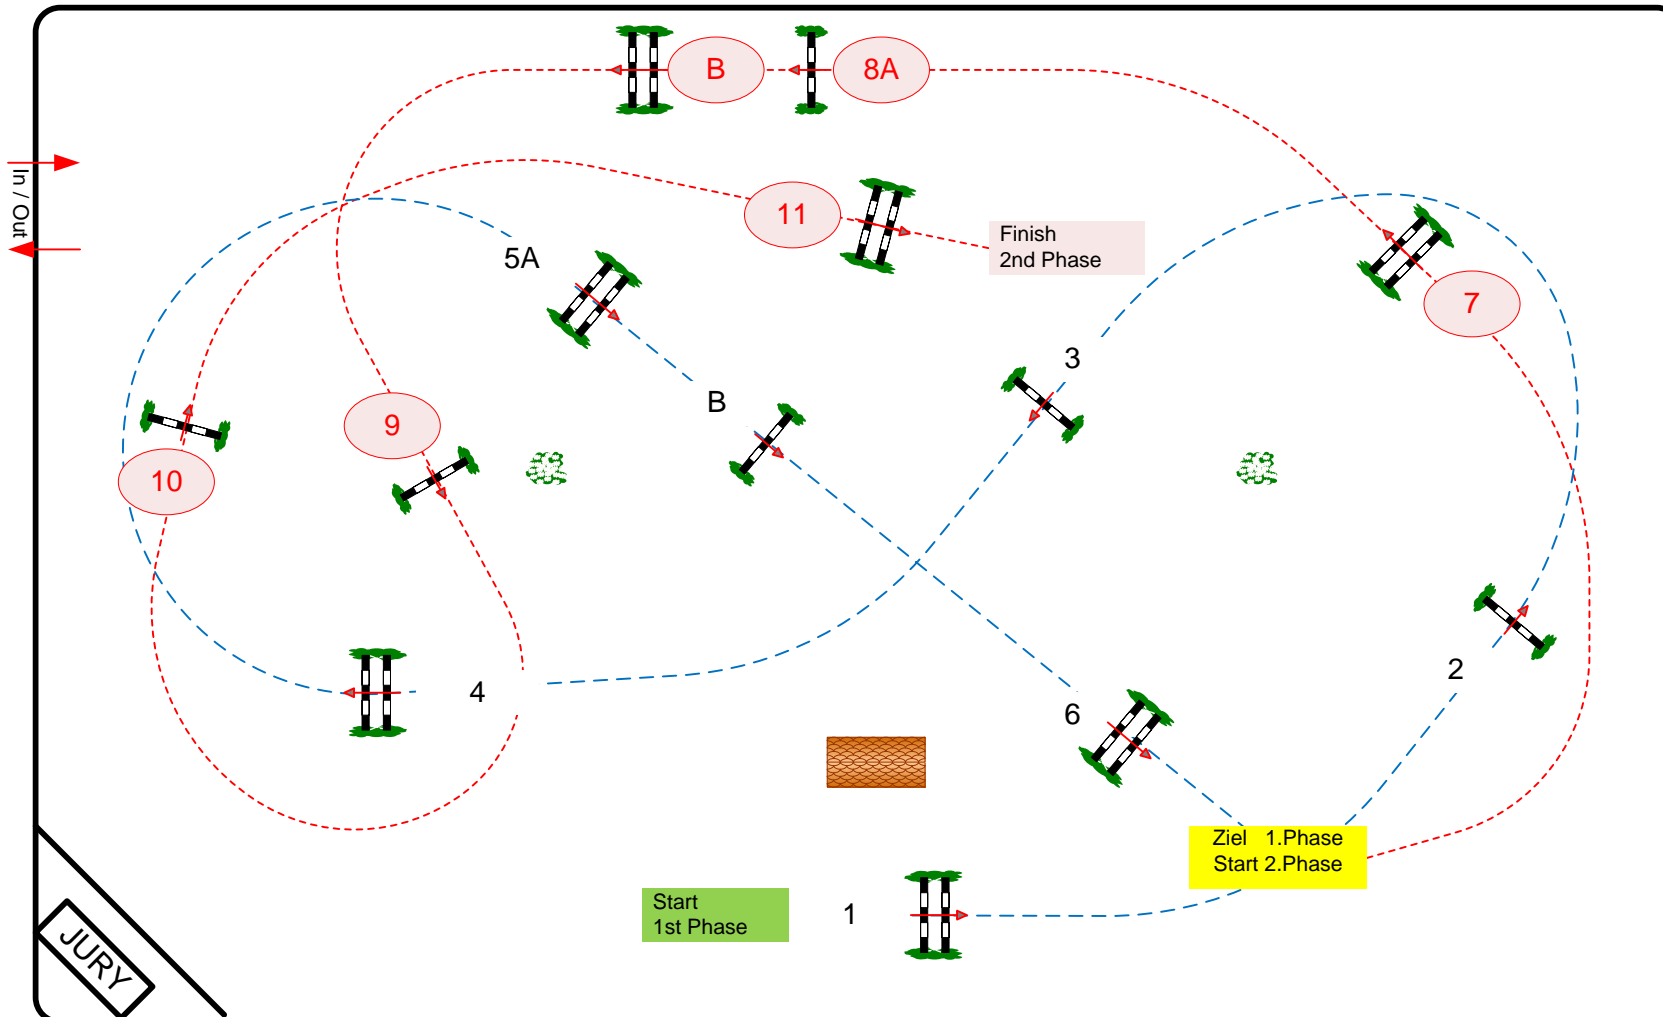 B
8A
In / Out
11
Finish
2nd Phase
5A
7
3
B
9
10
2
4
6
Ziel 1.Phase
Start 2.Phase
Start
1st Phase
1
JURY